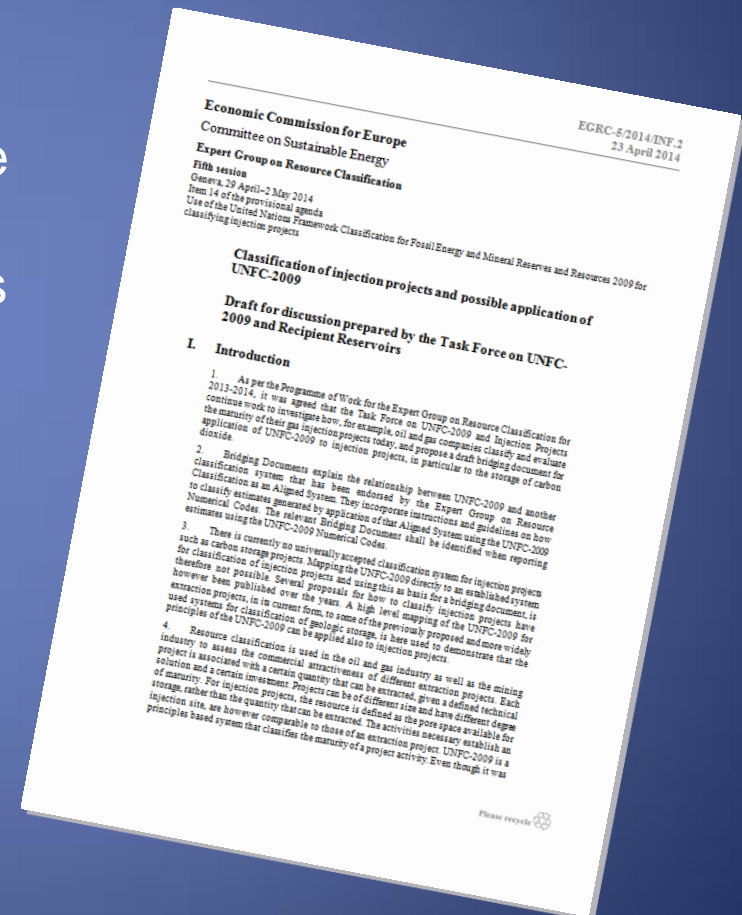 e
s
EGRC-5/2014/INF.2
23 April 2014
Economic Commission for Europe
Committee on Sustainable Energy
Expert Group on Resource Classification
Fifth session
Geneva, 29 April–2 May 2014
Item 14 of the provisional agenda
Use of the United Nations Framework Classification for Fossil Energy and Mineral Reserves and Resources 2009 for
classifying injection projects
Classification of injection projects and possible application of
UNFC-2009
Draft for discussion prepared by the Task Force on UNFC-
2009 and Recipient Reservoirs
I. Introduction
1. As per the Programme of Work for the Expert Group on Resource Classification for
2013-2014, it was agreed that the Task Force on UNFC-2009 and Injection Projects
continue work to investigate how, for example, oil and gas companies classify and evaluate
the maturity of their gas injection projects today, and propose a draft bridging document for
application of UNFC-2009 to injection projects, in particular to the storage of carbon
dioxide.
2. Bridging Documents explain the relationship between UNFC-2009 and another
classification system that has been endorsed by the Expert Group on Resource
Classification as an Aligned System. They incorporate instructions and guidelines on how
to classify estimates generated by application of that Aligned System using the UNFC-2009
Numerical Codes. The relevant Bridging Document shall be identified when reporting
estimates using the UNFC-2009 Numerical Codes.
3. There is currently no universally accepted classification system for injection projects
such as carbon storage projects. Mapping the UNFC-2009 directly to an established system
for classification of injection projects and using this as basis for a bridging document, is
therefore not possible. Several proposals for how to classify injection projects have
however been published over the years. A high level mapping of the UNFC-2009 for
extraction projects, in its current form, to some of the previously proposed and more widely
used systems for classification of geologic storage, is here used to demonstrate that the
principles of the UNFC-2009 can be applied also to injection projects.
4. Resource classification is used in the oil and gas industry as well as the mining
industry to assess the commercial attractiveness of different extraction projects. Each
project is associated with a certain quantity that can be extracted, given a defined technical
solution and a certain investment. Projects can be of different size and have different degree
of maturity. For injection projects, the resource is defined as the pore space available for
storage, rather than the quantity that can be extracted. The activities necessary establish an
injection site, are however comparable to those of an extraction project. UNFC-2009 is a
principles based system that classifies the maturity of a project activity. Even though it was
Please recycle